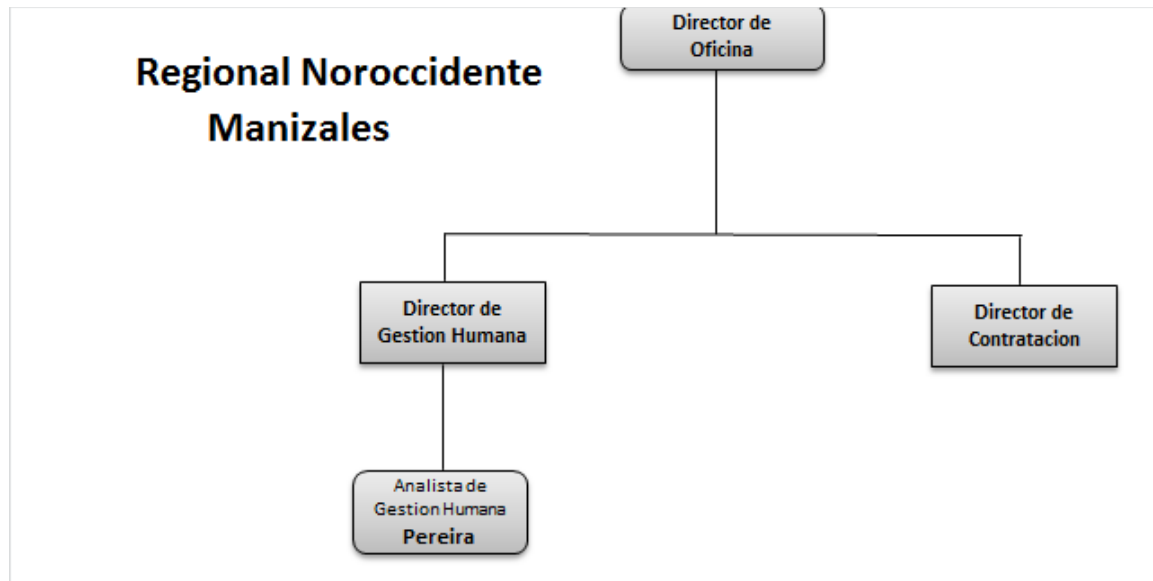 Director de
Oficina
Regional Noroccidente
Manizales
Director de
Gestion Humana
Director de
Contratacion
Analista de
Gestion Humana
Pereira